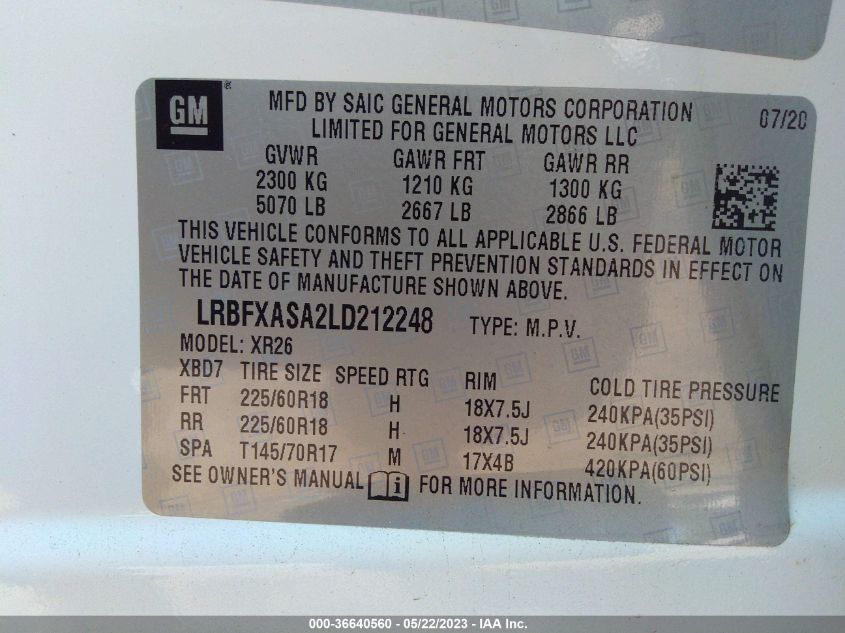 GM ®
MFD BY SAIC GENERAL MOTORS CORPORATION 07/20
LIMITED FOR GENERAL MOTORS LLC
GVWR GAWR FRT GAWR RR
2300 KG 1210 KG 1300 KG
5070 LB 2667 LB 2866 LB
THIS VEHICLE CONFORMS TO ALL APPLICABLE U.S. FEDERAL MOTOR
VEHICLE SAFETY AND THEFT PREVENTION STANDARDS IN EFFECT ON
THE DATE OF MANUFACTURE SHOWN ABOVE.
LRBFXASA2LD212248 TYPE: M.P.V.
MODEL: XR26
XBD7 TIRE SIZE SPEED RTG RIM COLD TIRE PRESSURE
FRT 225/60R18 H 18X7.5J 240KPA(35PSI)
RR 225/60R18 H 18X7.5J 240KPA(35PSI)
SPA T145/70R17 M 17X4B 420KPA(60PSI)
SEE OWNER'S MANUAL i FOR MORE INFORMATION.
000-36640560 - 05/22/2023 - IAA Inc.